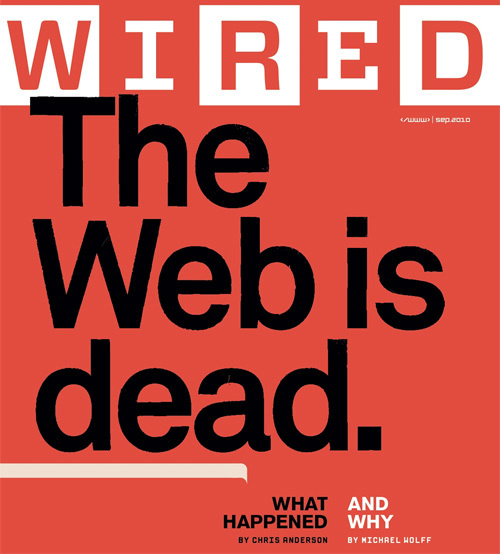 WIRED
</www> | sep.2010
The
Web is
dead.
WHAT
HAPPENED
BY CHRIS ANDERSON
AND
WHY
BY MICHAEL WOLFF